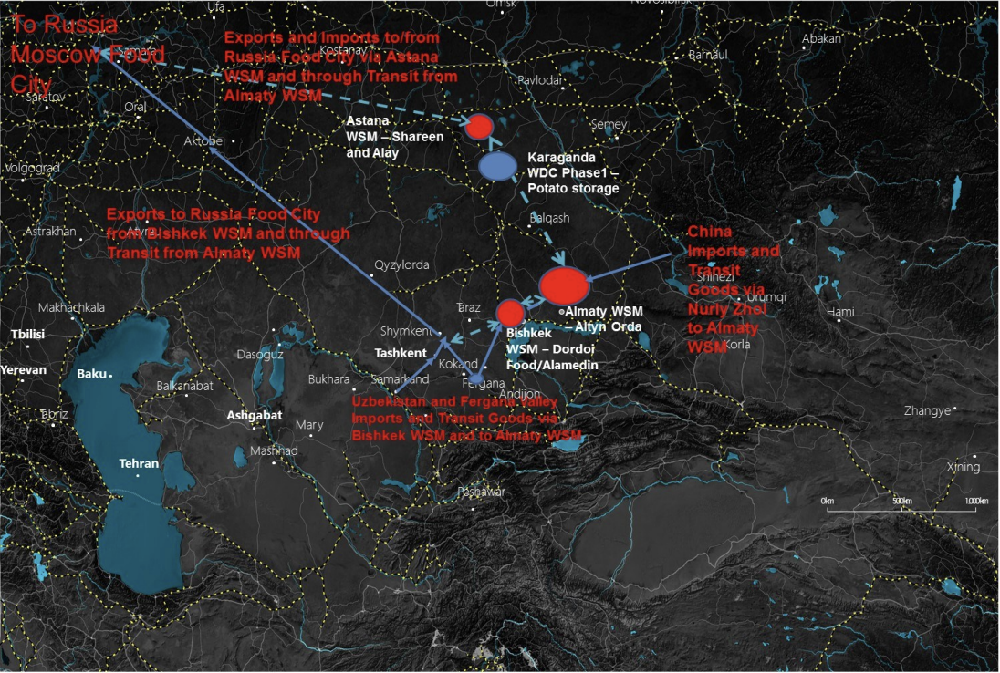 Ufa
Omsk
Novosibirsk
To Russia
Moscow Food
City
Samara
Exports and Imports to/from
Russia Food City via Astana
WSM and through Transit from
Almaty WSM
Kostanay
Abakan
Barnaul
Pavlodar
Saratov
Oral
Astana
WSM – Shareen
and Alay
Semey
Aktobe
Karaganda
WDC Phase1 –
Potato storage
Volgograd
Exports to Russia Food City
from Bishkek WSM and through
Transit from Almaty WSM
Astrakhan
Balqash
China
Imports and
Transit
Goods via
Nurly Zhol
to Almaty
WSM
Shihezi
Urumqi
Hami
Korla
Qyzylorda
Makhachkala
Taraz
Almaty WSM
– Altyn Orda
Shymkent
Bishkek
WSM – Dordoi
Food/Alamedin
Tbilisi
Tashkent
Dasoguz
Kokand
Yerevan
Baku
Balkanabat
Bukhara
Samarkand
Fergana
Andijon
Uzbekistan and Fergana Valley
Imports and Transit Goods via
Bishkek WSM and to Almaty WSM
Tabriz
Ashgabat
Mary
Zhangye
Mashhad
Tehran
Xining
Peshawar
0km 500km 1000km